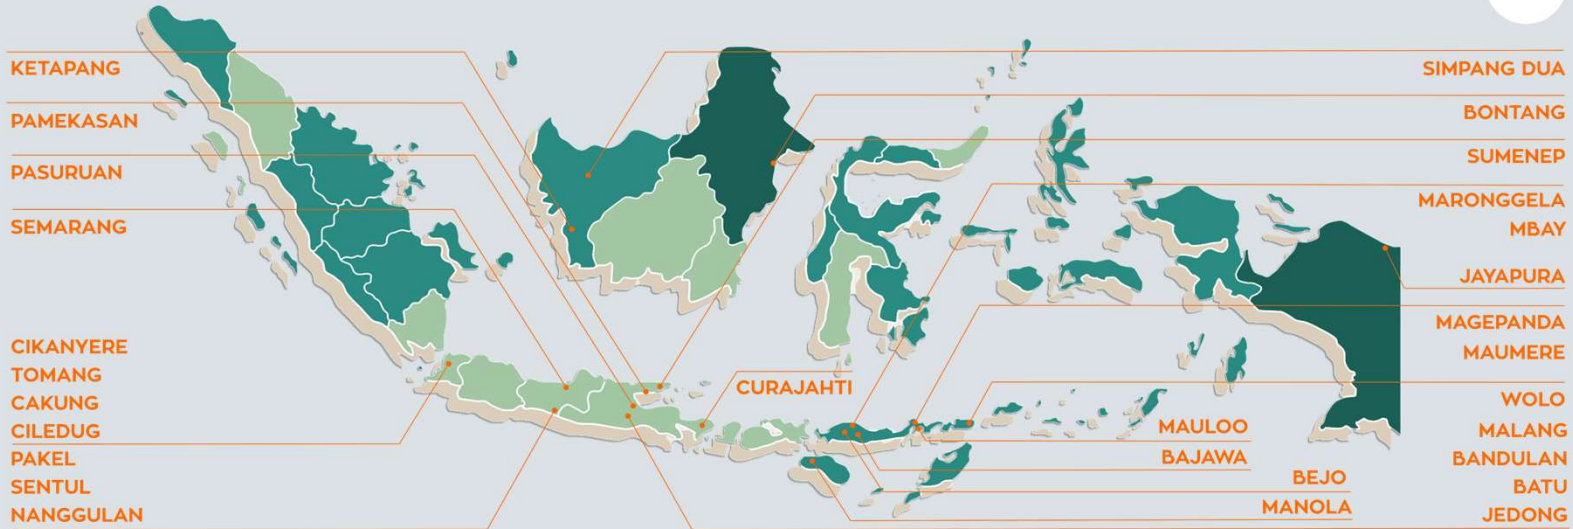 KETAPANG
PAMEKASAN
PASURUAN
SEMARANG
CIKANYERE
TOMANG
CAKUNG
CILEDUG
PAKEL
SENTUL
NANGGULAN
CURAJAHTI
MAULOO
BAJAWA
BEJO
MANOLA
SIMPANG DUA
BONTANG
SUMENEP
MARONGGELA
MBAY
JAYAPURA
MAGEPANDA
MAUMERE
WOLO
MALANG
BANDULAN
BATU
JEDONG